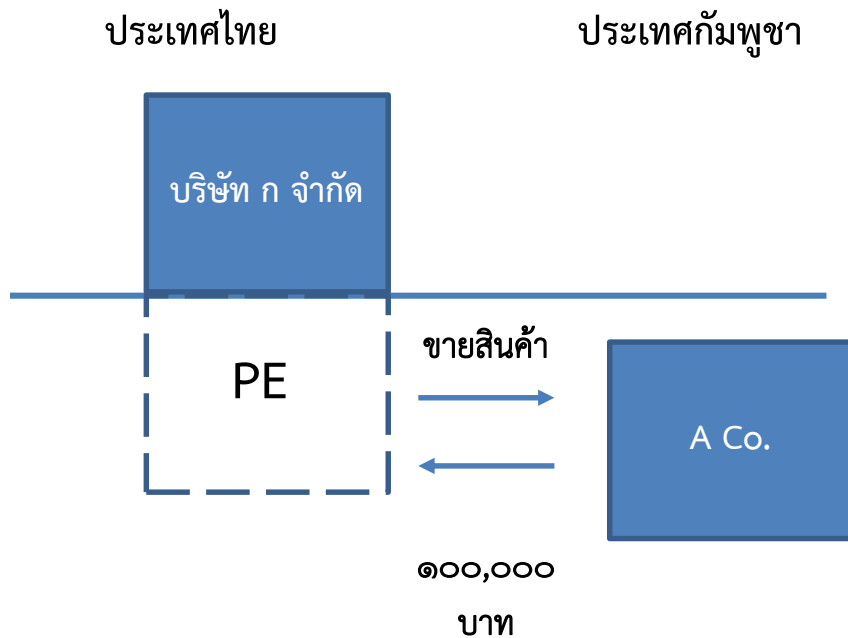 ประเทศไทย
ประเทศกัมพูชา
บริษัท ก จำกัด
ขายสินค้า
PE
A Co.
๑๐๐,๐๐๐
บาท